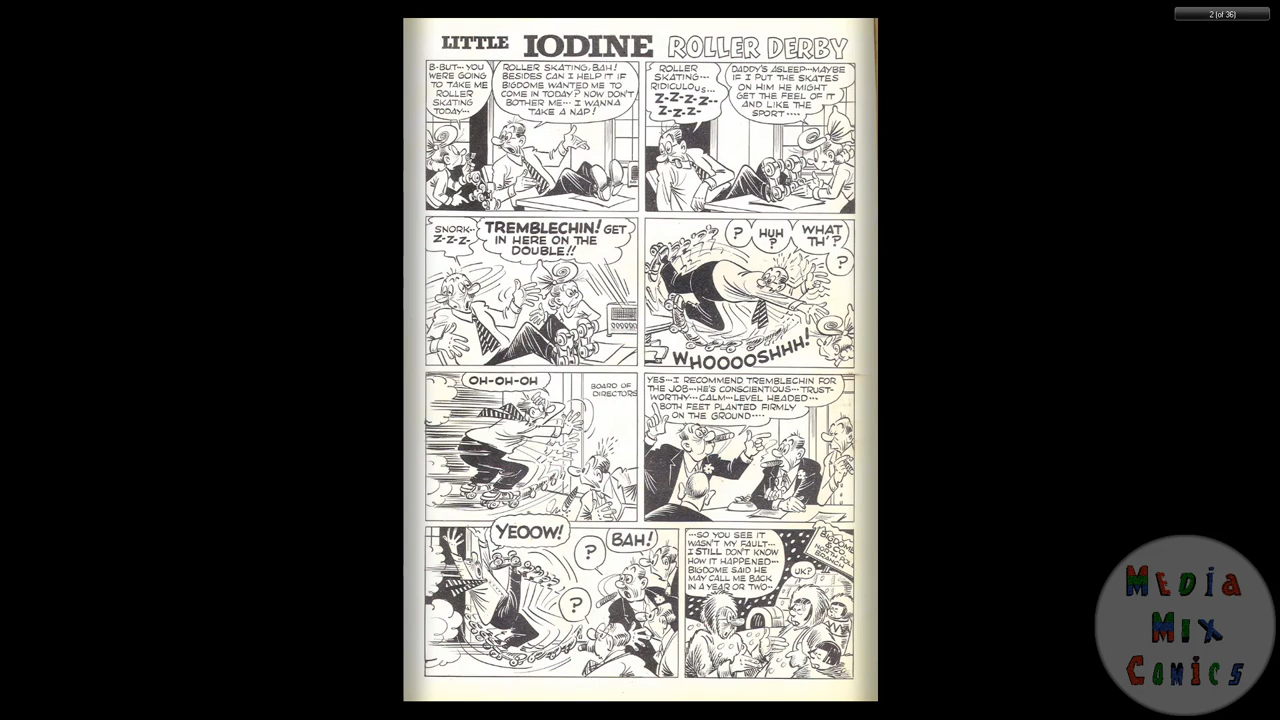 2 (of 36)
LITTLE IODINE ROLLER DERBY
B-BUT--- YOU
WERE GOING
TO TAKE ME
ROLLER
SKATING
TODAY---
ROLLER SKATING, BAH!
BESIDES CAN I HELP IT IF
BIGDOME WANTED ME TO
COME IN TODAY? NOW DON'T
BOTHER ME--- I WANNA
TAKE A NAP!
ROLLER
SKATING---
RIDICULOUS---
Z-Z-Z-Z--
Z-Z-Z-
DADDY'S ASLEEP---MAYBE
IF I PUT THE SKATES
ON HIM HE MIGHT
GET THE FEEL OF IT
AND LIKE THE
SPORT----
SNORK--
Z-Z-Z-
TREMBLECHIN! GET
IN HERE ON THE
DOUBLE!!
?
HUH
?
WHAT
TH'?
?
WHOOOOSHHH!
OH-OH-OH
BOARD OF
DIRECTORS
YES---I RECOMMEND TREMBLECHIN FOR
THE JOB---HE'S CONSCIENTIOUS---TRUST-
WORTHY---CALM---LEVEL HEADED---
BOTH FEET PLANTED FIRMLY
ON THE GROUND----
YEOOW!
?
BAH!
?
---SO YOU SEE IT
WASN'T MY FAULT---
I STILL DON'T KNOW
HOW IT HAPPENED---
BIGDOME SAID HE
MAY CALL ME BACK
IN A YEAR OR TWO--
BIGDOME
& CO.
NORTH POLE
BRANCH
UK?
MEDIA
MIX
COMICS